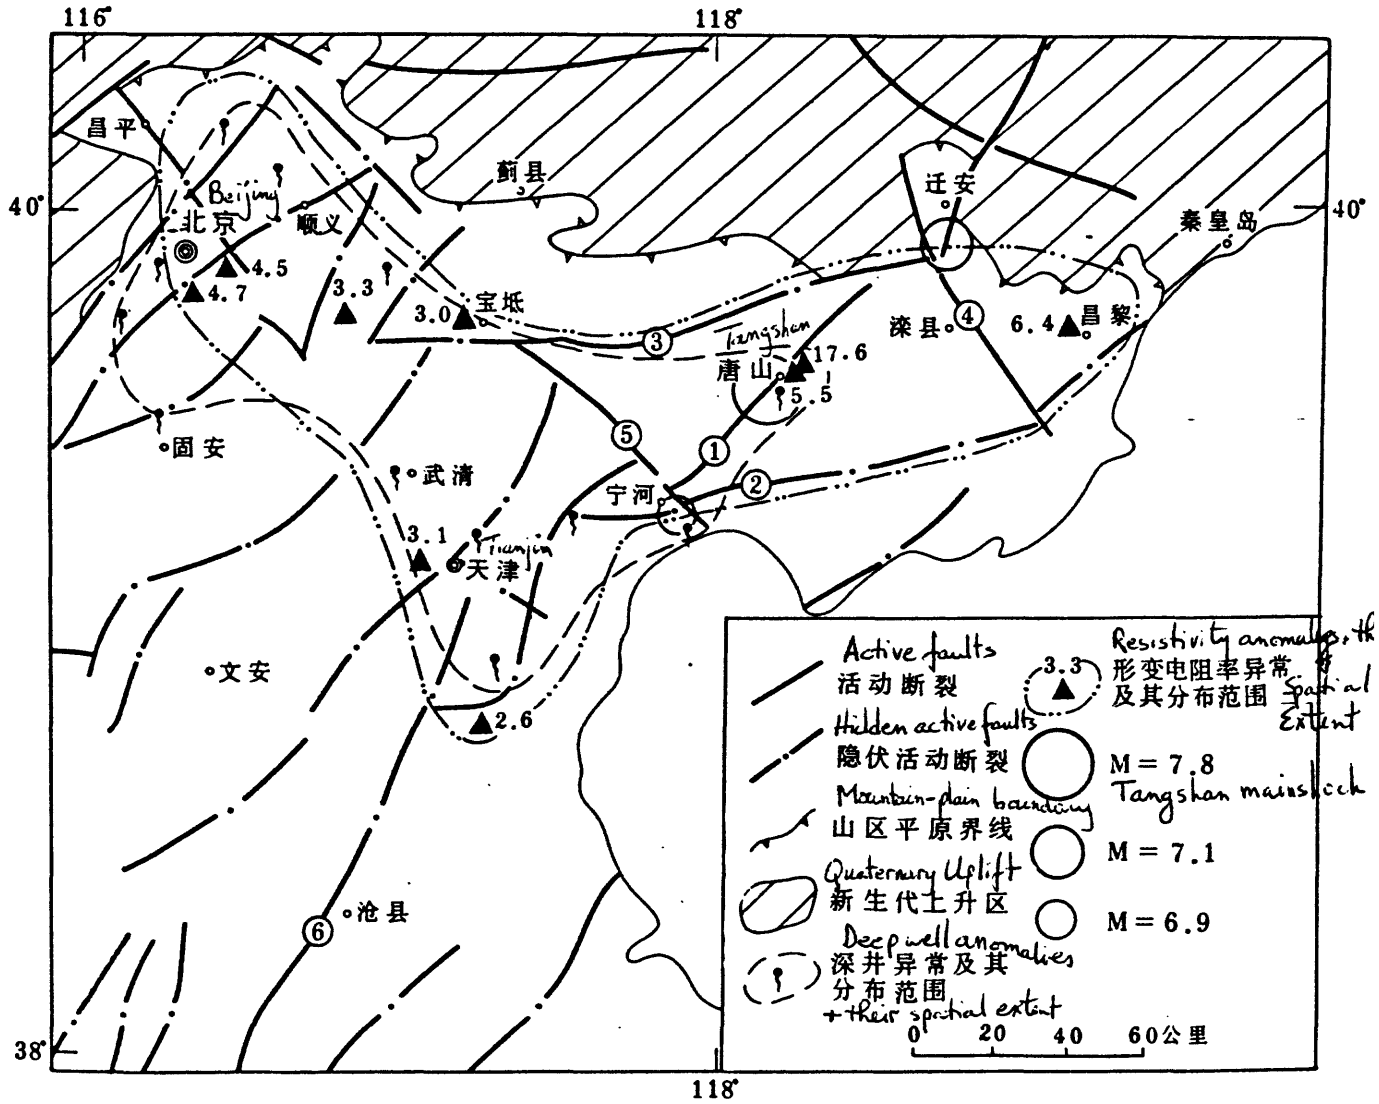 116°
118°
昌平
蓟县
迁安
40°
Beijing
北京
顺义
40°
秦皇岛
4.5
4.7
3.3
3.0
宝坻
③
Tangshan
唐山
17.6
5.5
滦县
④
6.4
昌黎
固安
武清
⑤
①
宁河
②
3.1
Tianjin
天津
文安
2.6
沧县
⑥
38°
118°
Active faults
活动断裂
Hidden active faults
隐伏活动断裂
Mountain-plain boundary
山区平原界线
Quaternary Uplift
新生代上升区
Deep well anomalies
深井异常及其
分布范围
+ their spatial extent
Resistivity anomalies, th
3.3
形变电阻率异常
及其分布范围
Spatial
Extent
M = 7.8
Tangshan mainshock
M = 7.1
M = 6.9
0 20 40 60公里